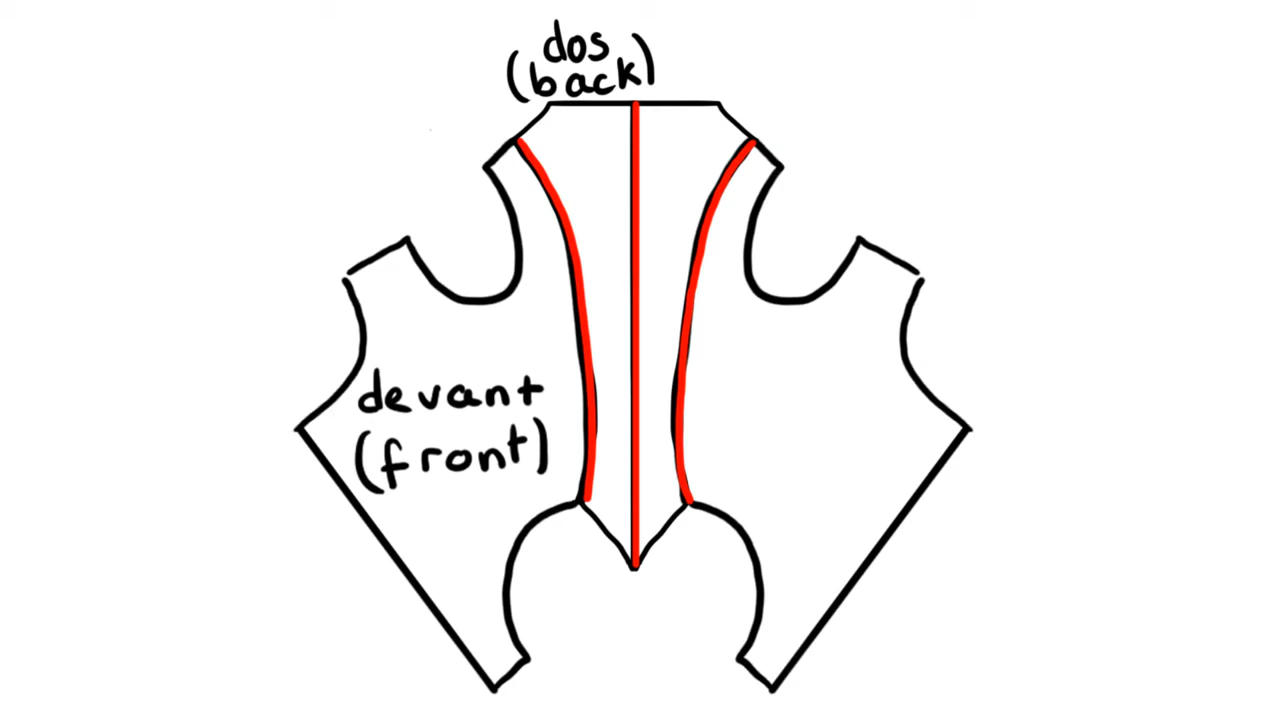 dos
(back)
devant
(front)